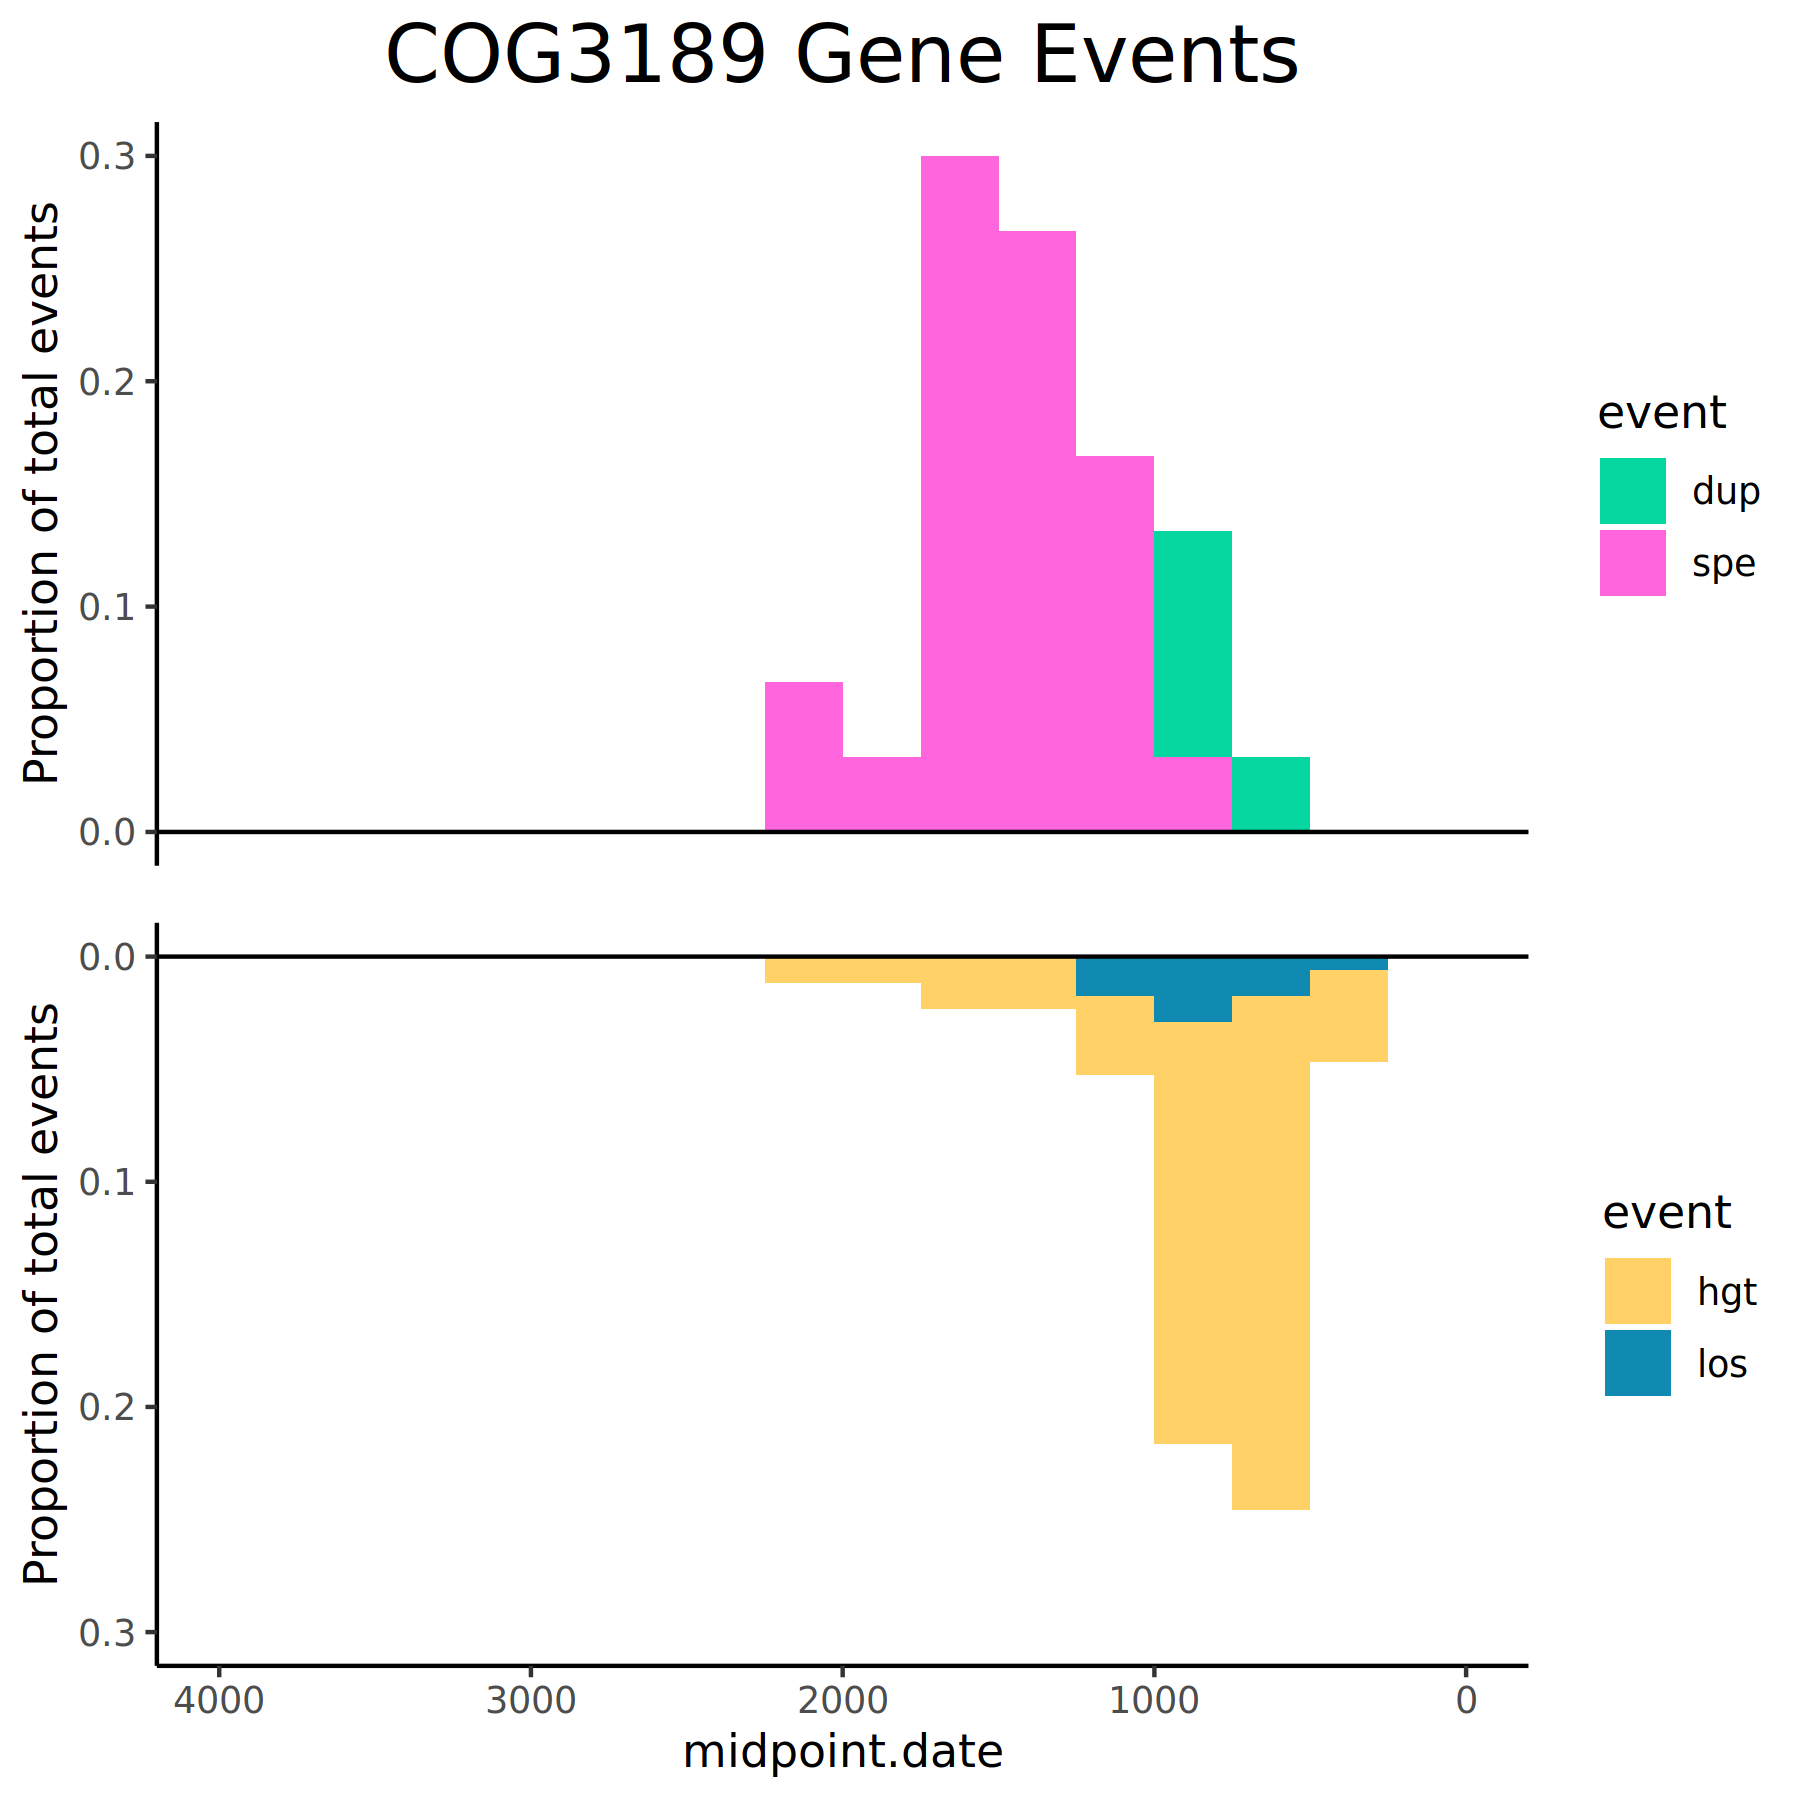 COG3189 Gene Events
Proportion of total events
0.3
0.2
0.1
0.0
event
dup
spe
Proportion of total events
0.0
0.1
0.2
0.3
event
hgt
los
4000 3000 2000 1000 0
midpoint.date